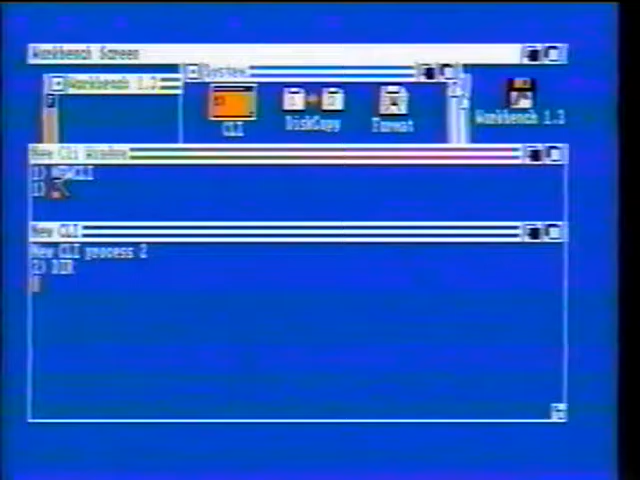 Workbench Screen
Workbench 1.3
System
CLI
DiskCopy
Format
Workbench 1.3
New CLI Window
1) NEWCLI
1)
New CLI
New CLI process 2
2) DIR